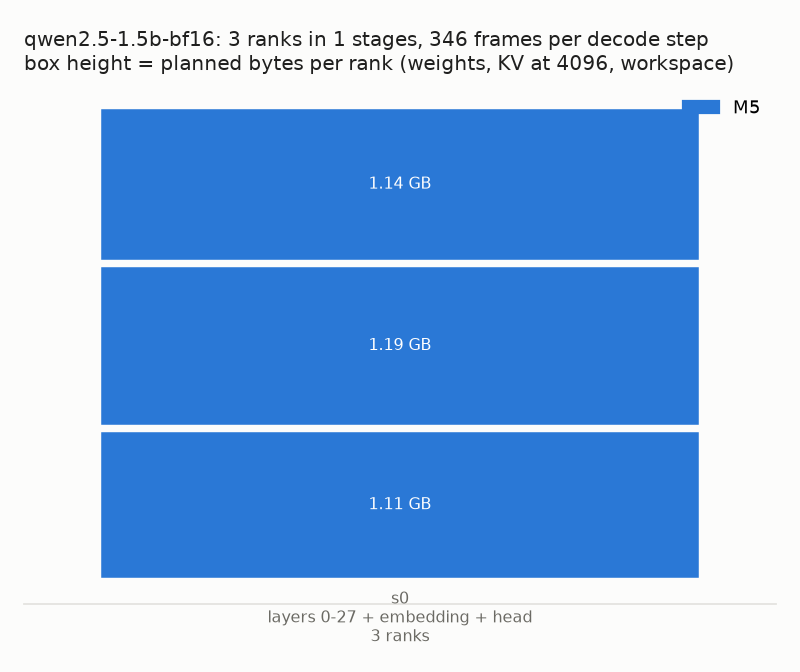 qwen2.5-1.5b-bf16: 3 ranks in 1 stages, 346 frames per decode step
box height = planned bytes per rank (weights, KV at 4096, workspace)
M5
1.14 GB
1.19 GB
1.11 GB
s0
layers 0-27 + embedding + head
3 ranks